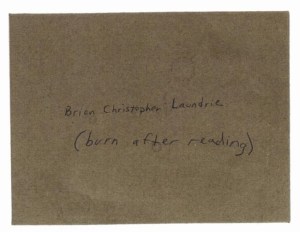 Brian Christopher Laundrie
(burn after reading)